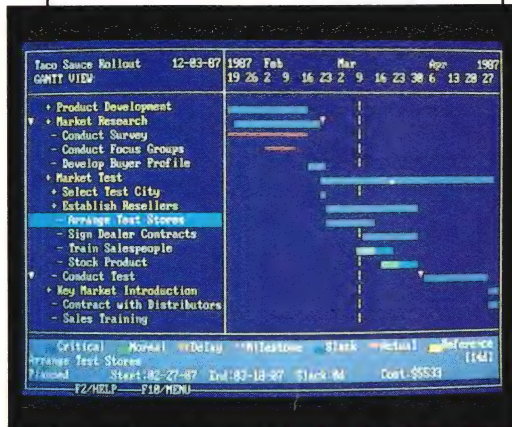 Taco Sauce Rollout 12-03-87 1987 Feb Mar Apr 1987
GANTT VIEW: 19 26 2 9 16 23 2 9 16 23 30 6 13 20 27
+ Product Development
+ Market Research
- Conduct Survey
- Conduct Focus Groups
- Develop Buyer Profile
+ Market Test
+ Select Test City
+ Establish Resellers
- Arrange Test Stores
- Sign Dealer Contracts
- Train Salespeople
- Stock Product
- Conduct Test
+ Key Market Introduction
- Contract with Distributors
- Sales Training
Critical Normal Delay Milestone Slack Actual Reference
Arrange Test Stores [14d]
Planned Start:02-27-87 End:03-18-87 Slack:0d Cost:$5533
F2/HELP F10/MENU